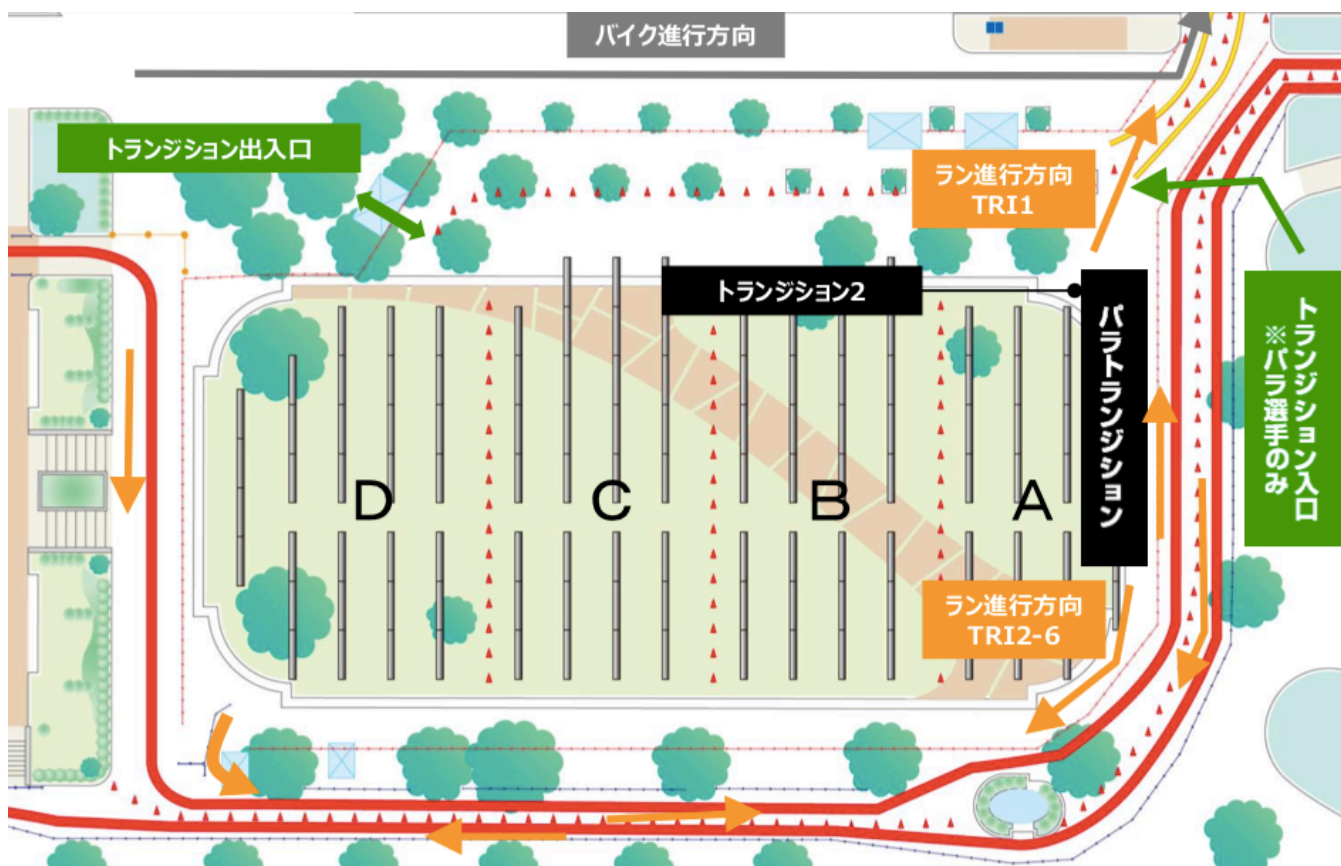 バイク進行方向
トランジション出入口
ラン進行方向
TRI1
トランジション2
パラトランジション
トランジション入口
※パラ選手のみ
D
C
B
A
ラン進行方向
TRI2-6